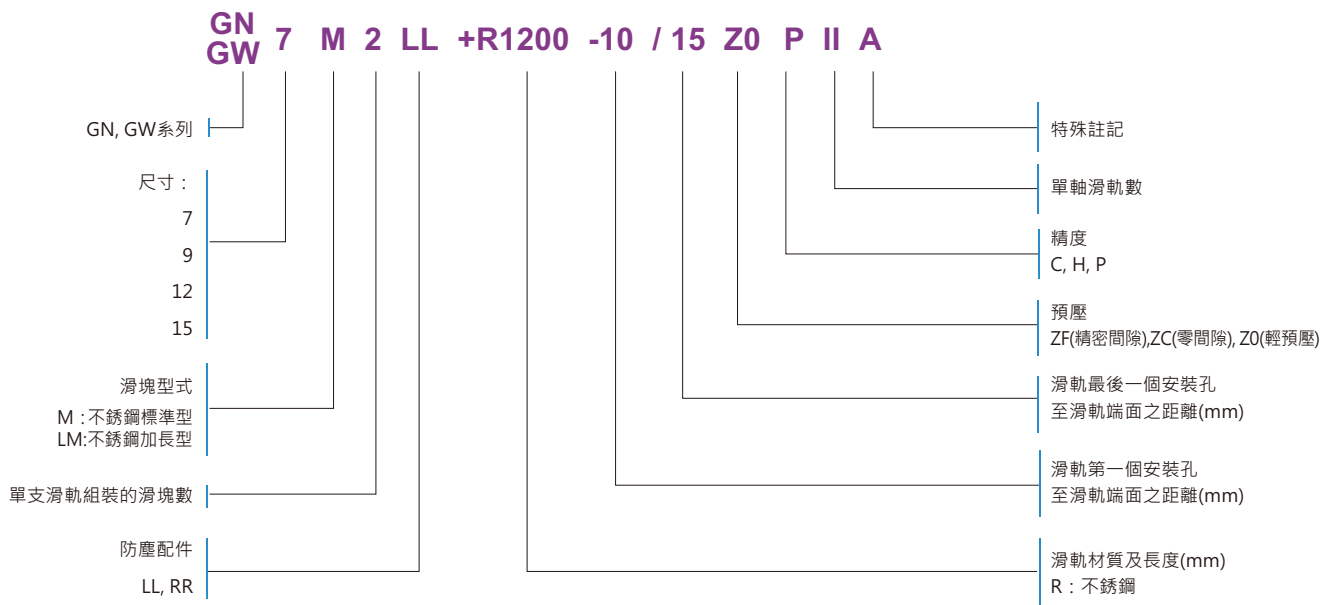 GN
GW 7 M 2 LL +R1200 -10 / 15 Z0 P II A
GN, GW系列
尺寸：
7
9
12
15
滑塊型式
M：不銹鋼標準型
LM:不銹鋼加長型
單支滑軌組裝的滑塊數
防塵配件
LL, RR
特殊註記
單軸滑軌數
精度
C, H, P
預壓
ZF(精密間隙),ZC(零間隙), Z0(輕預壓)
滑軌最後一個安裝孔
至滑軌端面之距離(mm)
滑軌第一個安裝孔
至滑軌端面之距離(mm)
滑軌材質及長度(mm)
R：不銹鋼